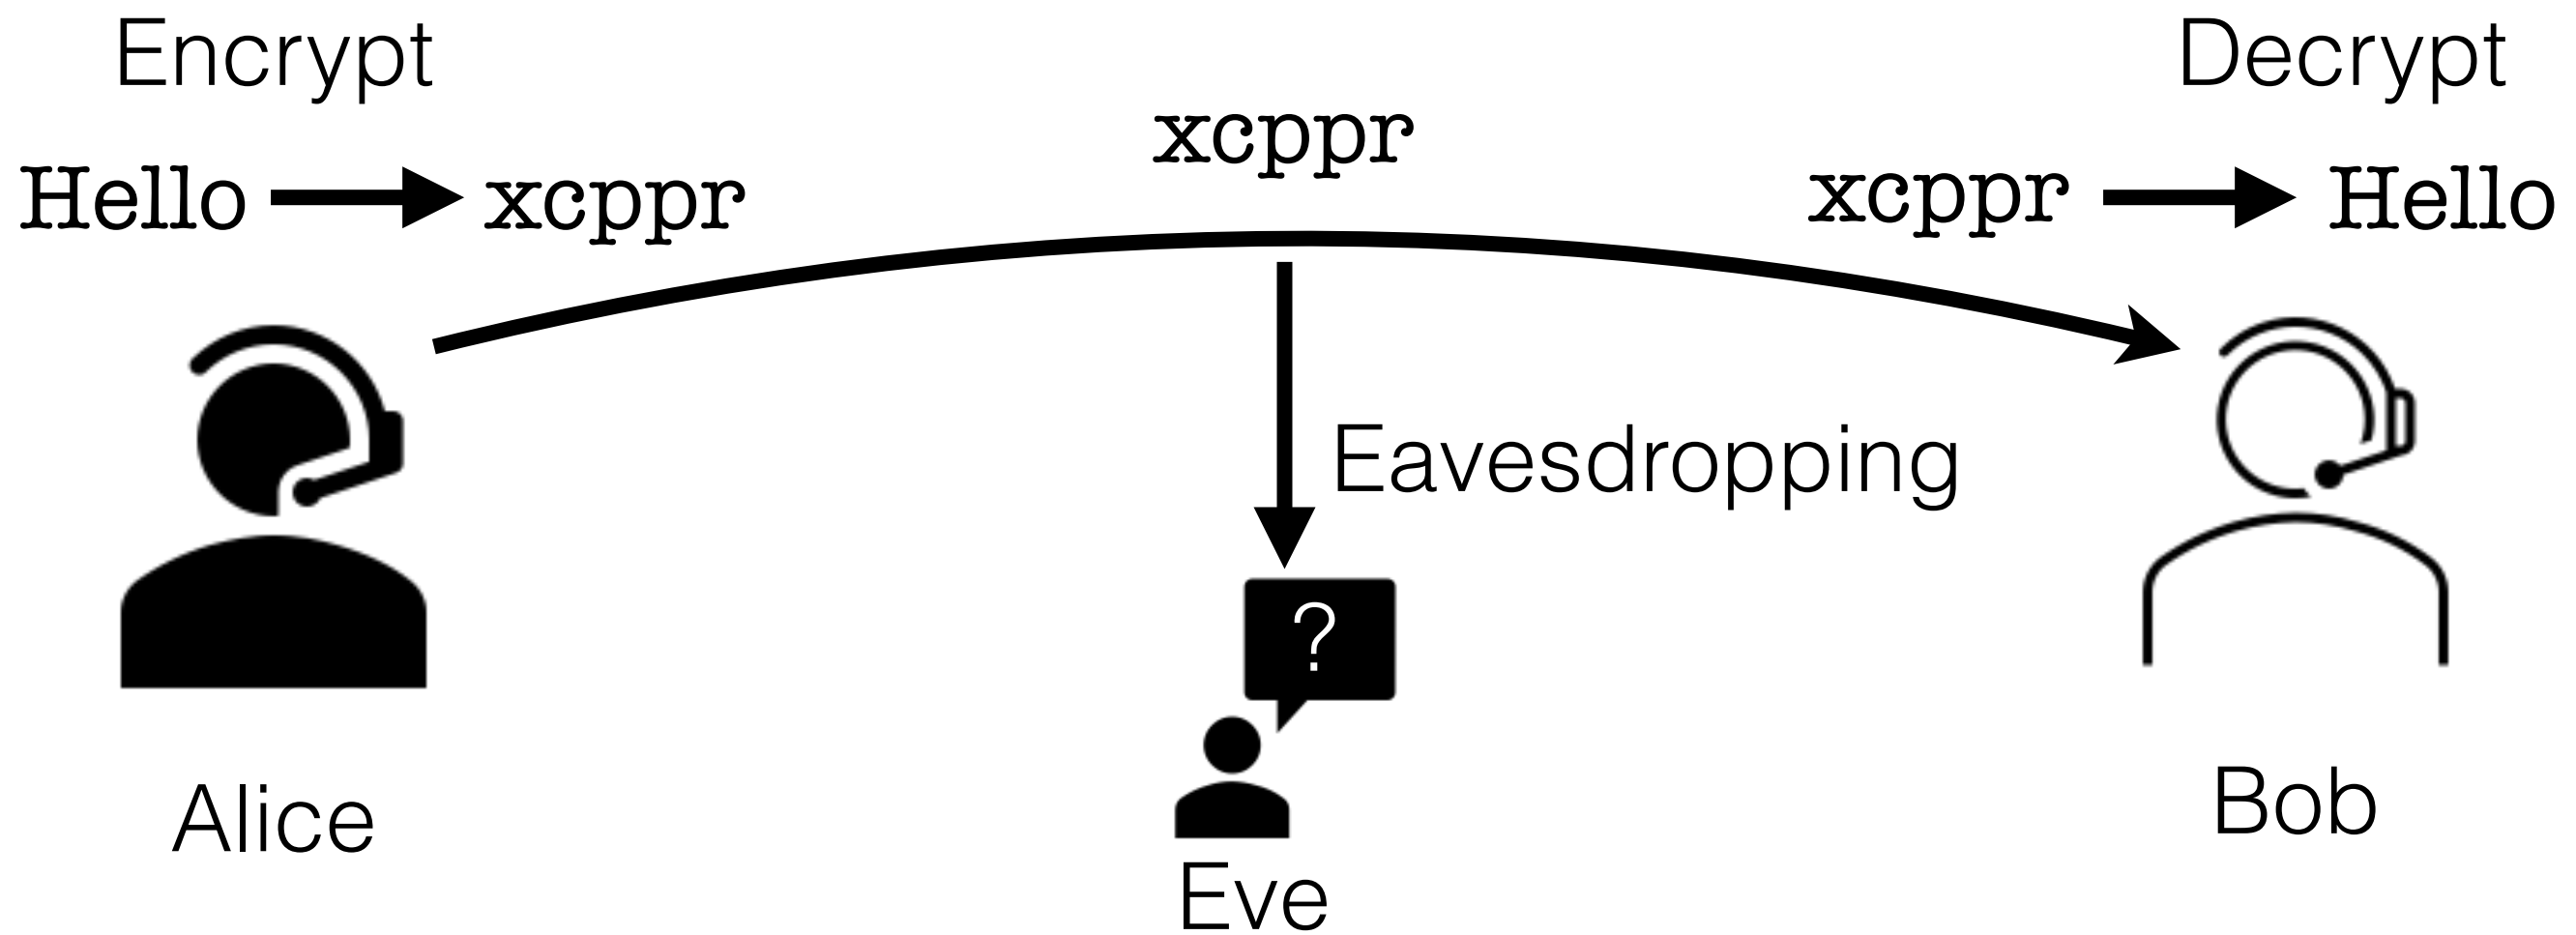 Encrypt
Hello xcppr
xcppr
Decrypt
xcppr Hello
Eavesdropping
?
Alice
Eve
Bob